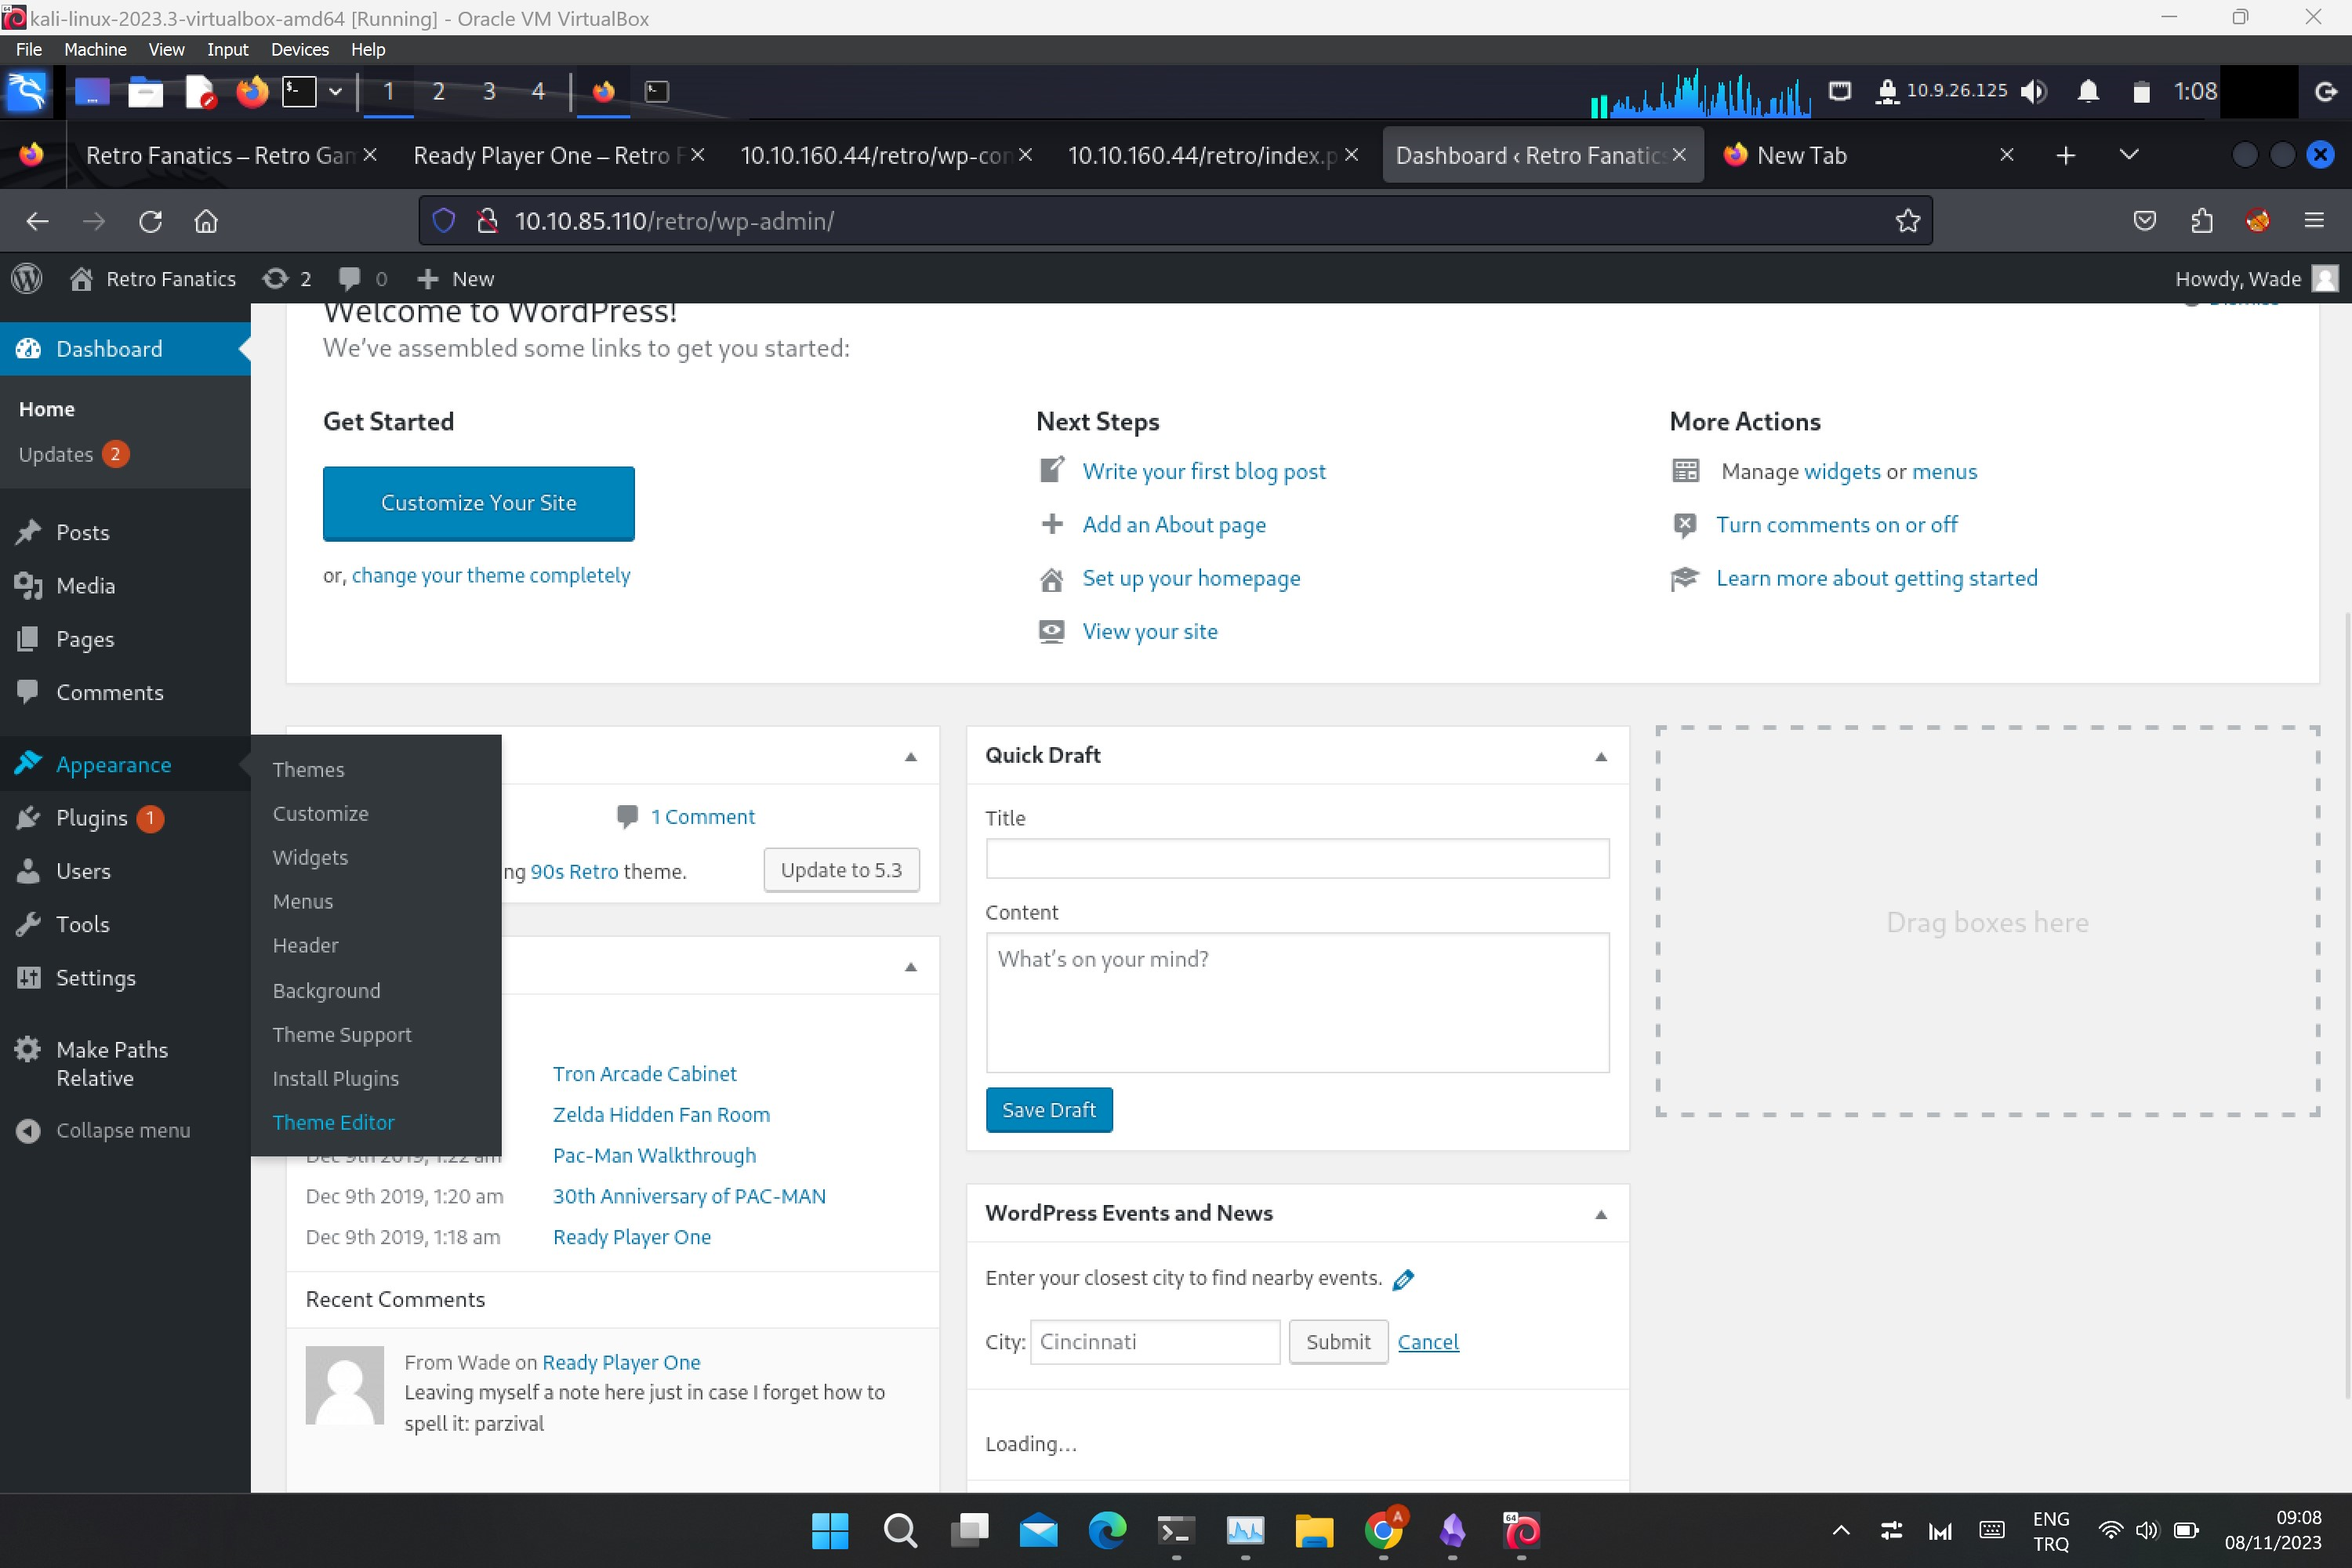 kali-linux-2023.3-virtualbox-amd64 [Running] - Oracle VM VirtualBox
File Machine View Input Devices Help
1 2 3 4 10.9.26.125 1:08
Retro Fanatics – Retro Gam Ready Player One – Retro F 10.10.160.44/retro/wp-con 10.10.160.44/retro/index.p Dashboard ‹ Retro Fanatics New Tab
10.10.85.110/retro/wp-admin/
Retro Fanatics 2 0 New Howdy, Wade
Welcome to WordPress!
We've assembled some links to get you started:
Dashboard
Home
Updates 2
Posts
Media
Pages
Comments
Appearance
Plugins 1
Users
Tools
Settings
Make Paths
Relative
Collapse menu
Themes
Customize
Widgets
Menus
Header
Background
Theme Support
Install Plugins
Theme Editor
Get Started
Customize Your Site
or, change your theme completely
Next Steps
Write your first blog post
Add an About page
Set up your homepage
View your site
More Actions
Manage widgets or menus
Turn comments on or off
Learn more about getting started
1 Comment
ng 90s Retro theme.
Update to 5.3
Tron Arcade Cabinet
Zelda Hidden Fan Room
Dec 9th 2019, 1:22 am Pac-Man Walkthrough
Dec 9th 2019, 1:20 am 30th Anniversary of PAC-MAN
Dec 9th 2019, 1:18 am Ready Player One
Recent Comments
From Wade on Ready Player One
Leaving myself a note here just in case I forget how to
spell it: parzival
Quick Draft
Title
Content
What's on your mind?
Save Draft
WordPress Events and News
Enter your closest city to find nearby events.
City: Cincinnati Submit Cancel
Loading…
Drag boxes here
A
64
ENG
TRQ
09:08
08/11/2023